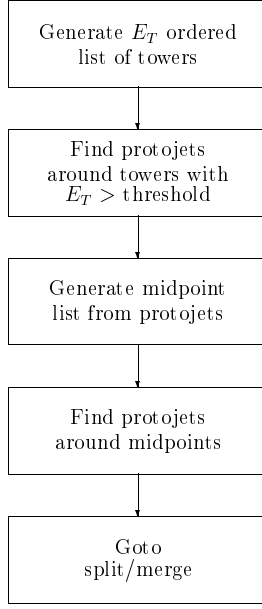 Generate E_T ordered
list of towers
Find protojets
around towers with
E_T > threshold
Generate midpoint
list from protojets
Find protojets
around midpoints
Goto
split/merge